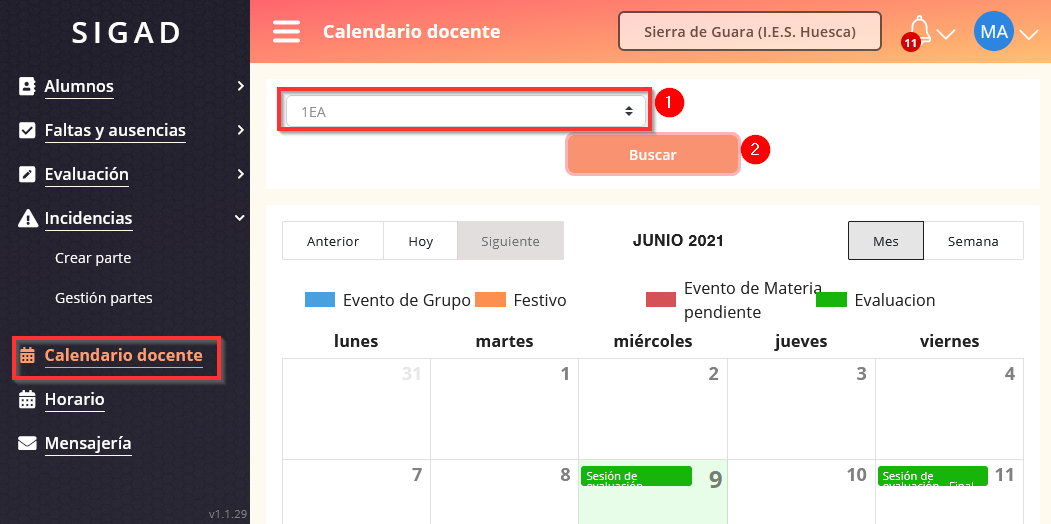 SIGAD
Calendario docente
Sierra de Guara (I.E.S. Huesca)
11
MA
Alumnos
Faltas y ausencias
Evaluación
Incidencias
Crear parte
Gestión partes
Calendario docente
Horario
Mensajería
v1.1.29
1EA
1
Buscar
2
Anterior
Hoy
Siguiente
JUNIO 2021
Mes
Semana
Evento de Grupo
Festivo
Evento de Materia
pendiente
Evaluacion
lunes martes miércoles jueves viernes
31 1 2 3 4
7 8 9 10 11
Sesión de
evaluación
Sesión de
evaluación - Final